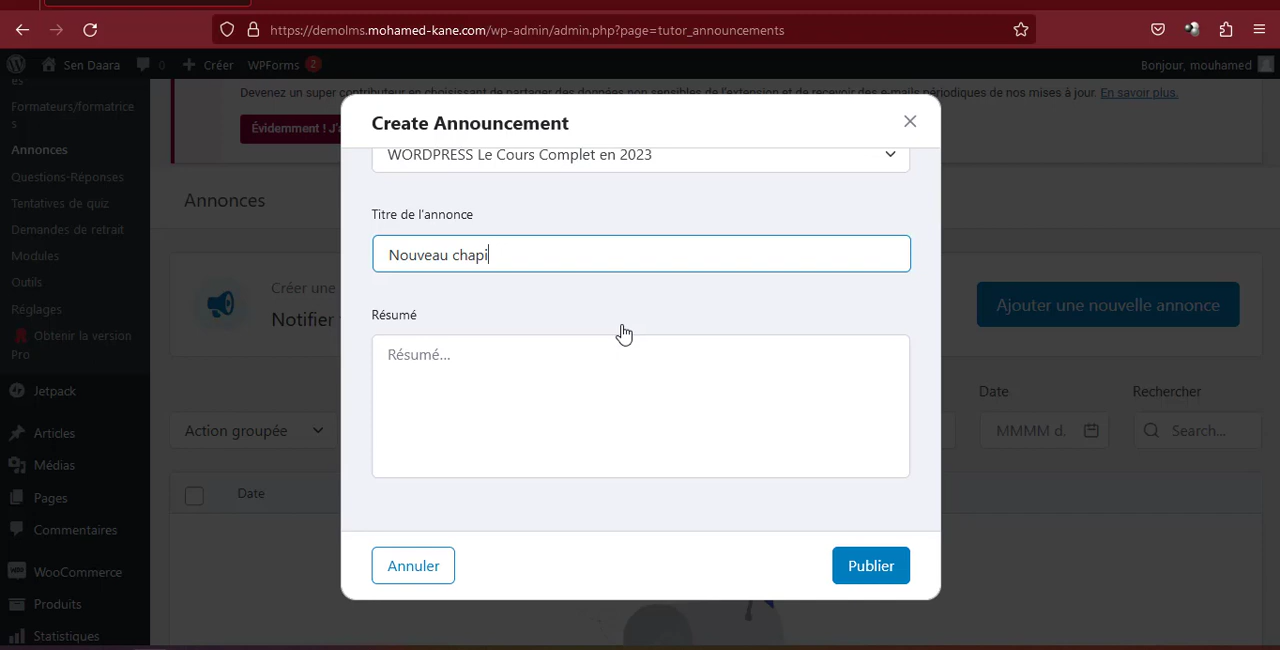 https://demolms.mohamed-kane.com/wp-admin/admin.php?page=tutor_announcements
Sen Daara 0 Créer WPForms 2 Bonjour, mouhamed
es
Formateurs/formatrice
s
Annonces
Questions-Réponses
Tentatives de quiz
Demandes de retrait
Modules
Outils
Réglages
Obtenir la version
Pro
Jetpack
Articles
Médias
Pages
Commentaires
WooCommerce
Produits
Statistiques
Devenez un super contributeur en choisissant de partager des données non sensibles de l'extension et de recevoir des e-mails périodiques de nos mises à jour. En savoir plus.
Évidemment ! J'a
Annonces
Créer une
Notifier
Ajouter une nouvelle annonce
Action groupée
Date
MMMM d.
Rechercher
Search...
Date
Create Announcement
WORDPRESS Le Cours Complet en 2023
Titre de l'annonce
Nouveau chapi
Résumé
Résumé...
Annuler
Publier